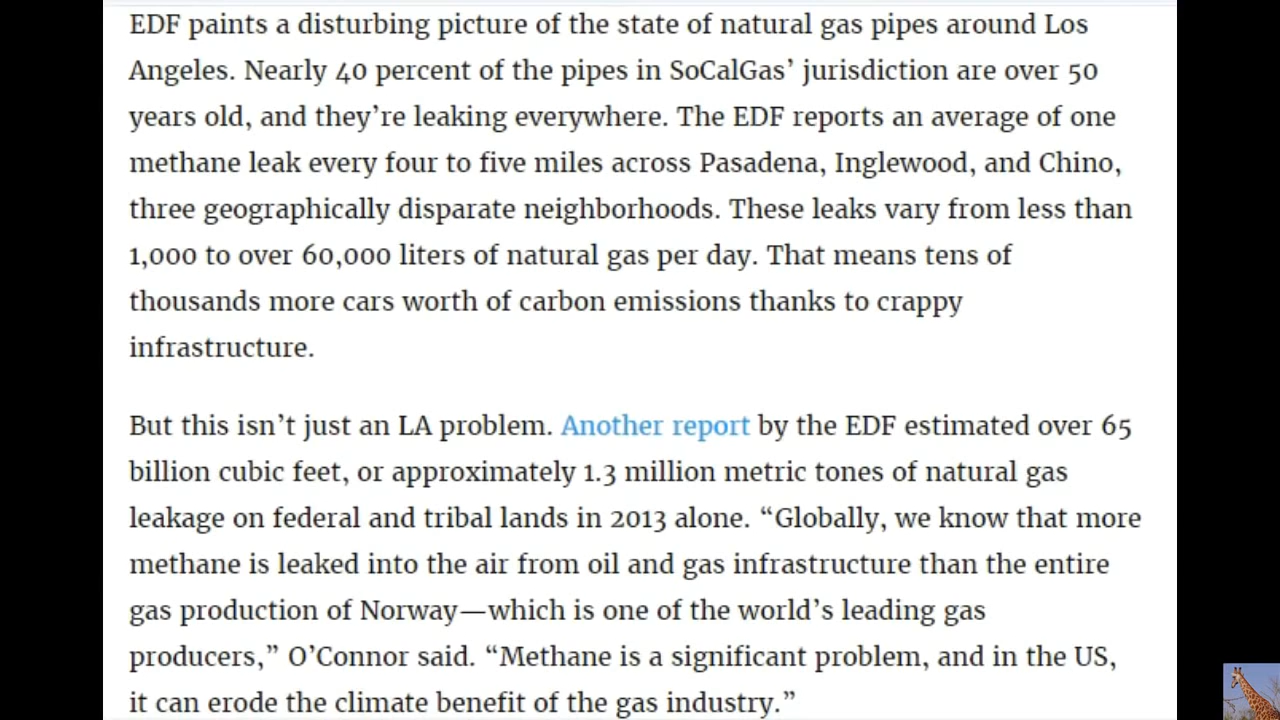 EDF paints a disturbing picture of the state of natural gas pipes around Los
Angeles. Nearly 40 percent of the pipes in SoCalGas’ jurisdiction are over 50
years old, and they’re leaking everywhere. The EDF reports an average of one
methane leak every four to five miles across Pasadena, Inglewood, and Chino,
three geographically disparate neighborhoods. These leaks vary from less than
1,000 to over 60,000 liters of natural gas per day. That means tens of
thousands more cars worth of carbon emissions thanks to crappy
infrastructure.
But this isn’t just an LA problem. Another report by the EDF estimated over 65
billion cubic feet, or approximately 1.3 million metric tones of natural gas
leakage on federal and tribal lands in 2013 alone. “Globally, we know that more
methane is leaked into the air from oil and gas infrastructure than the entire
gas production of Norway—which is one of the world’s leading gas
producers,” O’Connor said. “Methane is a significant problem, and in the US,
it can erode the climate benefit of the gas industry.”